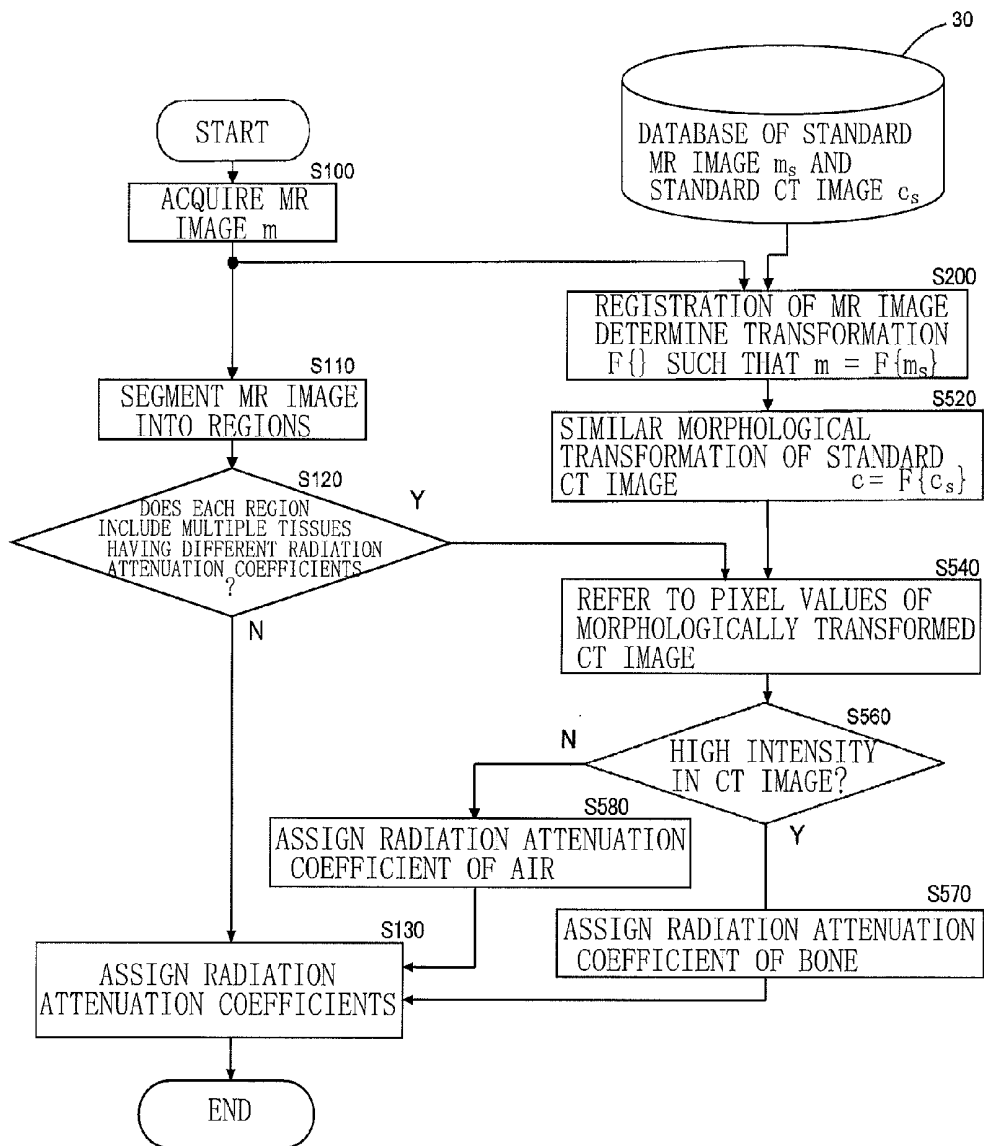 30
START
DATABASE OF STANDARD
MR IMAGE mₛ AND
STANDARD CT IMAGE cₛ
S100
ACQUIRE MR
IMAGE m
S200
REGISTRATION OF MR IMAGE
DETERMINE TRANSFORMATION
F{} SUCH THAT m = F{mₛ}
S110
SEGMENT MR IMAGE
INTO REGIONS
S520
SIMILAR MORPHOLOGICAL
TRANSFORMATION OF STANDARD
CT IMAGE c = F{cₛ}
S120
DOES EACH REGION
INCLUDE MULTIPLE TISSUES
HAVING DIFFERENT RADIATION
ATTENUATION COEFFICIENTS
?
Y
N
S540
REFER TO PIXEL VALUES OF
MORPHOLOGICALLY TRANSFORMED
CT IMAGE
S560
HIGH INTENSITY
IN CT IMAGE?
N
Y
S580
ASSIGN RADIATION ATTENUATION
COEFFICIENT OF AIR
S570
ASSIGN RADIATION ATTENUATION
COEFFICIENT OF BONE
S130
ASSIGN RADIATION
ATTENUATION COEFFICIENTS
END